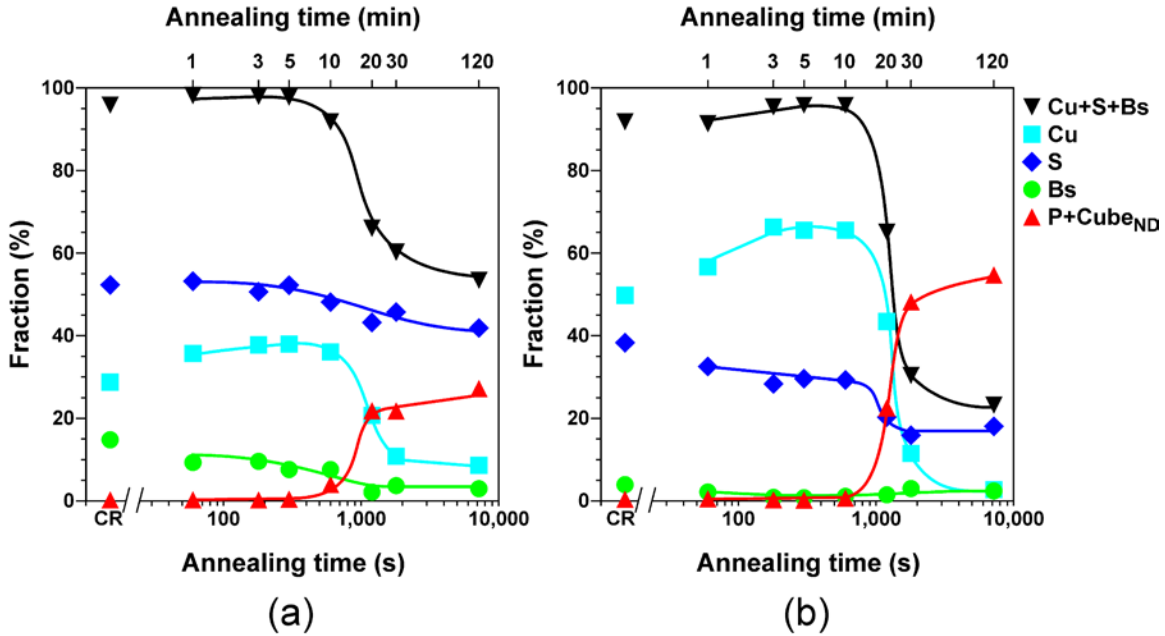 Annealing time (min)
1 3 5 10 20 30 120
100
80
60
40
20
0
Fraction (%)
CR 100 1,000 10,000
Annealing time (s)
(a)
Annealing time (min)
1 3 5 10 20 30 120
100
80
60
40
20
0
Fraction (%)
CR 100 1,000 10,000
Annealing time (s)
(b)
Cu+S+Bs
Cu
S
Bs
P+CubeND